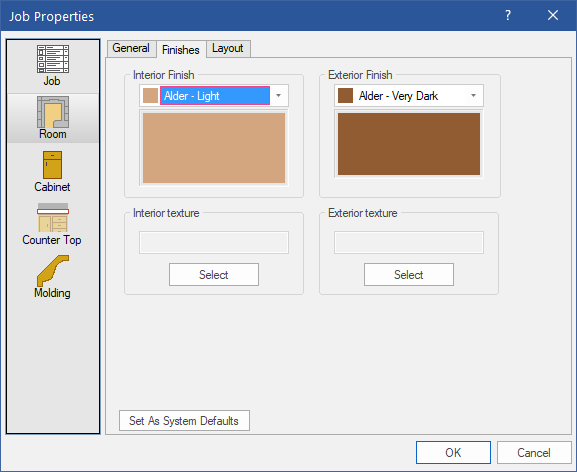 Job Properties
?
Job
Room
Cabinet
Counter Top
Molding
General Finishes Layout
Interior Finish
Alder - Light
Exterior Finish
Alder - Very Dark
Interior texture
Select
Exterior texture
Select
Set As System Defaults
OK Cancel